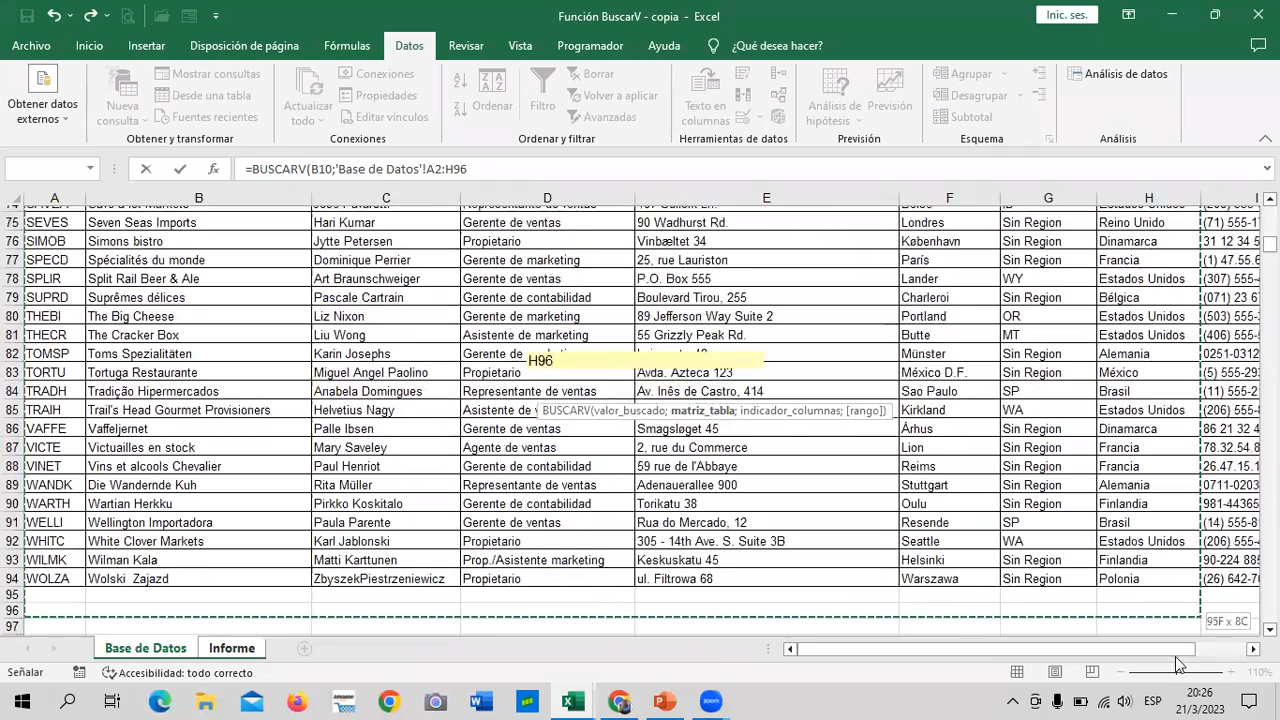 Función BuscarV - copia - Excel
Inic. ses.
Archivo Inicio Insertar Disposición de página Fórmulas Datos Revisar Vista Programador Ayuda ¿Qué desea hacer?
Obtener datos externos
Nueva consulta
Mostrar consultas
Desde una tabla
Fuentes recientes
Obtener y transformar
Actualizar todo
Conexiones
Propiedades
Editar vínculos
Conexiones
Ordenar
Filtro
Borrar
Volver a aplicar
Avanzadas
Ordenar y filtrar
Texto en columnas
Herramientas de datos
Análisis de hipótesis
Previsión
Previsión
Agrupar
Desagrupar
Subtotal
Esquema
Análisis de datos
Análisis
=BUSCARV(B10;'Base de Datos'!A2:H96
A B C D E F G H I
75 SEVES Seven Seas Imports Hari Kumar Gerente de ventas 90 Wadhurst Rd. Londres Sin Region Reino Unido (71) 555-1
76 SIMOB Simons bistro Jytte Petersen Propietario Vinbæltet 34 København Sin Region Dinamarca 31 12 34 5
77 SPECD Spécialités du monde Dominique Perrier Gerente de marketing 25, rue Lauriston París Sin Region Francia (1) 47.55.6
78 SPLIR Split Rail Beer & Ale Art Braunschweiger Gerente de ventas P.O. Box 555 Lander WY Estados Unidos (307) 555-
79 SUPRD Suprêmes délices Pascale Cartrain Gerente de contabilidad Boulevard Tirou, 255 Charleroi Sin Region Bélgica (071) 23 6
80 THEBI The Big Cheese Liz Nixon Gerente de marketing 89 Jefferson Way Suite 2 Portland OR Estados Unidos (503) 555-
81 THECR The Cracker Box Liu Wong Asistente de marketing 55 Grizzly Peak Rd. Butte MT Estados Unidos (406) 555-
82 TOMSP Toms Spezialitäten Karin Josephs Gerente de H96 Münster Sin Region Alemania 0251-0312
83 TORTU Tortuga Restaurante Miguel Angel Paolino Propietario Avda. Azteca 123 México D.F. Sin Region México (5) 555-29
84 TRADH Tradição Hipermercados Anabela Domingues Representante de ventas Av. Inês de Castro, 414 Sao Paulo SP Brasil (11) 555-2
85 TRAIH Trail's Head Gourmet Provisioners Helvetius Nagy Asistente de BUSCARV(valor_buscado; matriz_tabla; indicador_columnas; [rango]) Kirkland WA Estados Unidos (206) 555-
86 VAFFE Vaffeljernet Palle Ibsen Gerente de ventas Smagsløget 45 Århus Sin Region Dinamarca 86 21 32 4
87 VICTE Victuailles en stock Mary Saveley Agente de ventas 2, rue du Commerce Lion Sin Region Francia 78.32.54.8
88 VINET Vins et alcools Chevalier Paul Henriot Gerente de contabilidad 59 rue de l'Abbaye Reims Sin Region Francia 26.47.15.1
89 WANDK Die Wandernde Kuh Rita Müller Representante de ventas Adenauerallee 900 Stuttgart Sin Region Alemania 0711-0203
90 WARTH Wartian Herkku Pirkko Koskitalo Gerente de contabilidad Torikatu 38 Oulu Sin Region Finlandia 981-44365
91 WELLI Wellington Importadora Paula Parente Gerente de ventas Rua do Mercado, 12 Resende SP Brasil (14) 555-8
92 WHITC White Clover Markets Karl Jablonski Propietario 305 - 14th Ave. S. Suite 3B Seattle WA Estados Unidos (206) 555-
93 WILMK Wilman Kala Matti Karttunen Prop./Asistente marketing Keskuskatu 45 Helsinki Sin Region Finlandia 90-224 885
94 WOLZA Wolski Zajazd ZbyszekPiestrzeniewicz Propietario ul. Filtrowa 68 Warszawa Sin Region Polonia (26) 642-70
95
96
97 95F x 8C
Base de Datos Informe
Señalar Accesibilidad: todo correcto 110%
ESP 20:26
21/3/2023